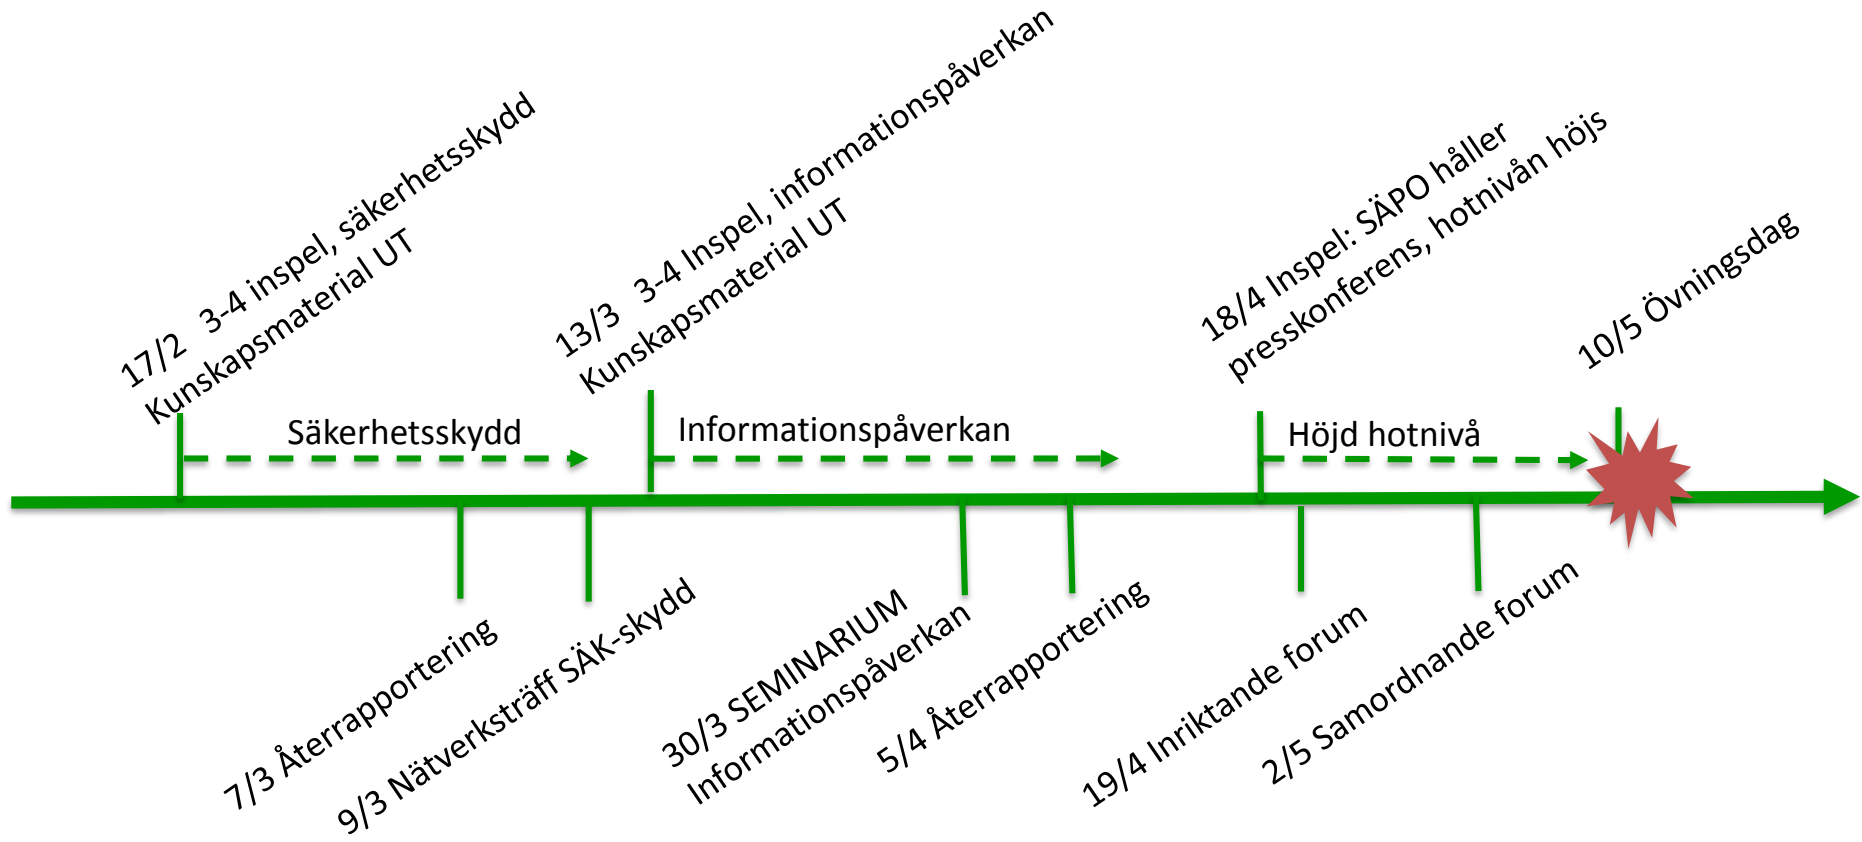 17/2   3-4 inspel, säkerhetsskydd
Kunskapsmaterial UT
13/3   3-4 Inspel, informationspåverkan
Kunskapsmaterial UT
18/4 Inspel: SÄPO håller
presskonferens, hotnivån höjs
10/5 Övningsdag
Säkerhetsskydd
Informationspåverkan
Höjd hotnivå
7/3 Återrapportering
9/3 Nätverksträff SÄK-skydd
30/3 SEMINARIUM
Informationspåverkan
5/4 Återrapportering
19/4 Inriktande forum
2/5 Samordnande forum